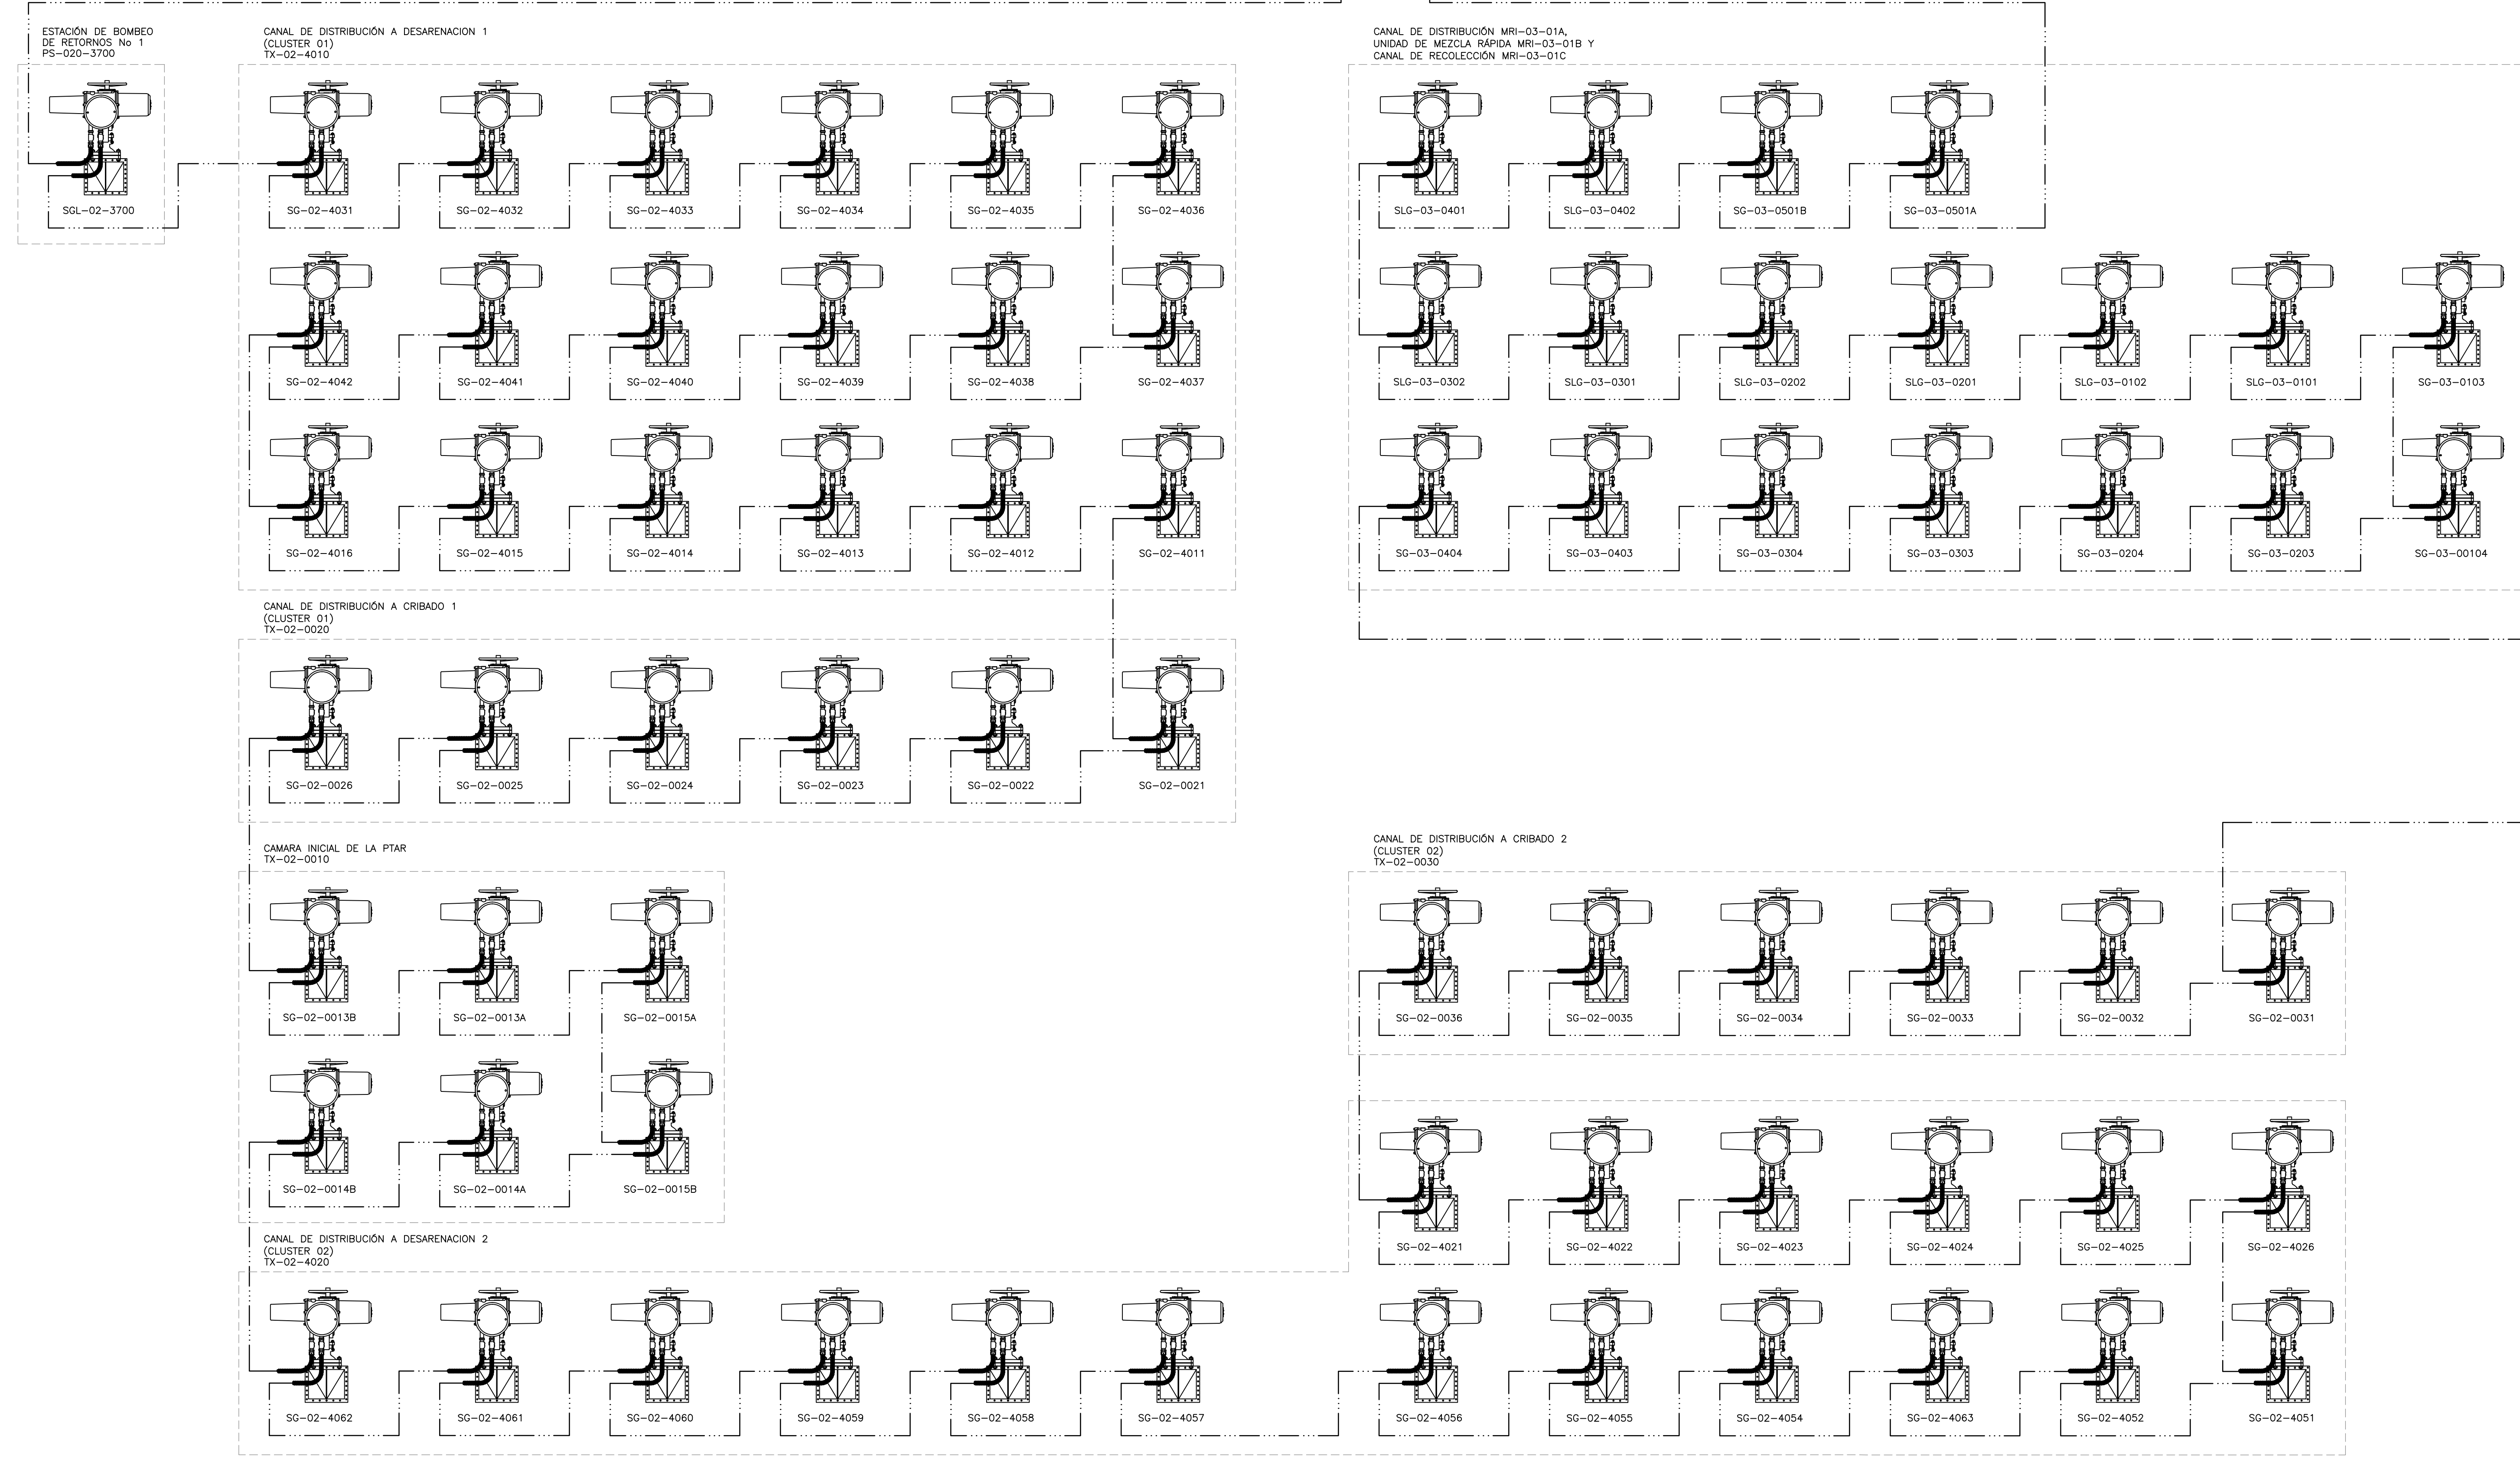 ESTACIÓN DE BOMBEO
DE RETORNOS No 1
PS-020-3700
SGL-02-3700
CANAL DE DISTRIBUCIÓN A DESARENACION 1
(CLUSTER 01)
TX-02-4010
SG-02-4031
SG-02-4032
SG-02-4033
SG-02-4034
SG-02-4035
SG-02-4036
SG-02-4042
SG-02-4041
SG-02-4040
SG-02-4039
SG-02-4038
SG-02-4037
SG-02-4016
SG-02-4015
SG-02-4014
SG-02-4013
SG-02-4012
SG-02-4011
CANAL DE DISTRIBUCIÓN MRI-03-01A,
UNIDAD DE MEZCLA RÁPIDA MRI-03-01B Y
CANAL DE RECOLECCIÓN MRI-03-01C
SLG-03-0401
SLG-03-0402
SG-03-0501B
SG-03-0501A
SLG-03-0302
SLG-03-0301
SLG-03-0202
SLG-03-0201
SLG-03-0102
SLG-03-0101
SG-03-0103
SG-03-0404
SG-03-0403
SG-03-0304
SG-03-0303
SG-03-0204
SG-03-0203
SG-03-00104
CANAL DE DISTRIBUCIÓN A CRIBADO 1
(CLUSTER 01)
TX-02-0020
SG-02-0026
SG-02-0025
SG-02-0024
SG-02-0023
SG-02-0022
SG-02-0021
CAMARA INICIAL DE LA PTAR
TX-02-0010
SG-02-0013B
SG-02-0013A
SG-02-0015A
SG-02-0014B
SG-02-0014A
SG-02-0015B
CANAL DE DISTRIBUCIÓN A CRIBADO 2
(CLUSTER 02)
TX-02-0030
SG-02-0036
SG-02-0035
SG-02-0034
SG-02-0033
SG-02-0032
SG-02-0031
CANAL DE DISTRIBUCIÓN A DESARENACION 2
(CLUSTER 02)
TX-02-4020
SG-02-4021
SG-02-4022
SG-02-4023
SG-02-4024
SG-02-4025
SG-02-4026
SG-02-4062
SG-02-4061
SG-02-4060
SG-02-4059
SG-02-4058
SG-02-4057
SG-02-4056
SG-02-4055
SG-02-4054
SG-02-4063
SG-02-4052
SG-02-4051